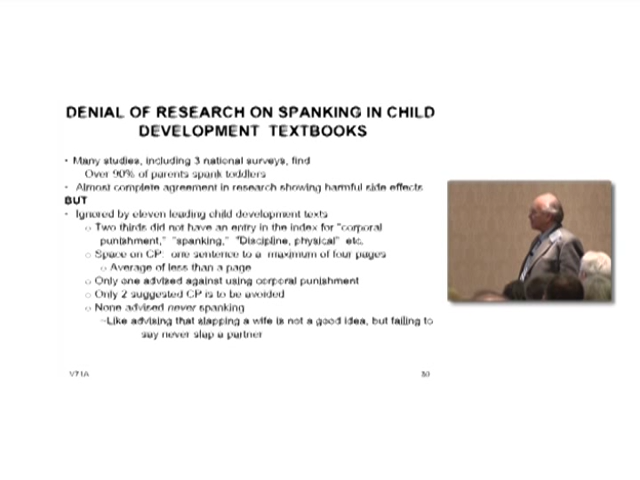 DENIAL OF RESEARCH ON SPANKING IN CHILD
DEVELOPMENT TEXTBOOKS
• Many studies, including 3 national surveys, find
Over 90% of parents spank toddlers
• Almost complete agreement in research showing harmful side effects
BUT
• Ignored by eleven leading child development texts
o Two thirds did not have an entry in the index for "corporal
punishment," "spanking," "Discipline, physical" etc.
o Space on CP: one sentence to a maximum of four pages
o Average of less than a page
o Only one advised against using corporal punishment
o Only 2 suggested CP is to be avoided
o None advised never spanking
–Like advising that slapping a wife is not a good idea, but failing to
say never slap a partner
V71A